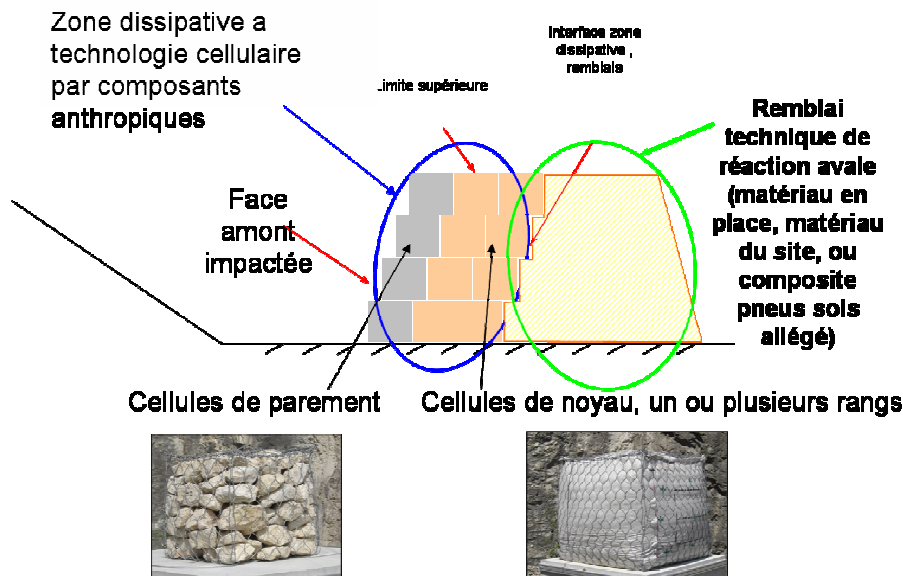 Zone dissipative a
technologie cellulaire
par composants
anthropiques
Limite supérieure
Interface zone
dissipative ,
remblais
Remblai
technique de
réaction avale
(matériau en
place, matériau
du site, ou
composite
pneus sols
allégé)
Face
amont
impactée
Cellules de parement
Cellules de noyau, un ou plusieurs rangs